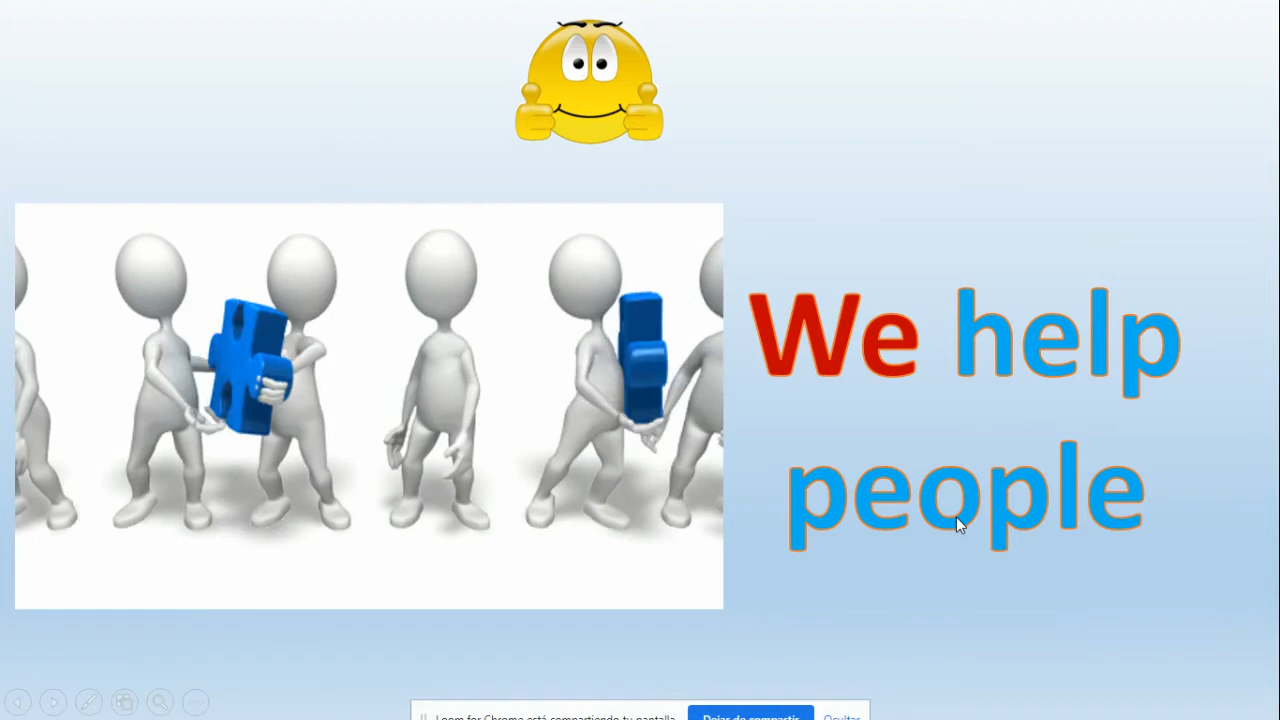 We help
people
Loom for Chrome está compartiendo tu pantalla.
Dejar de compartir
Ocultar